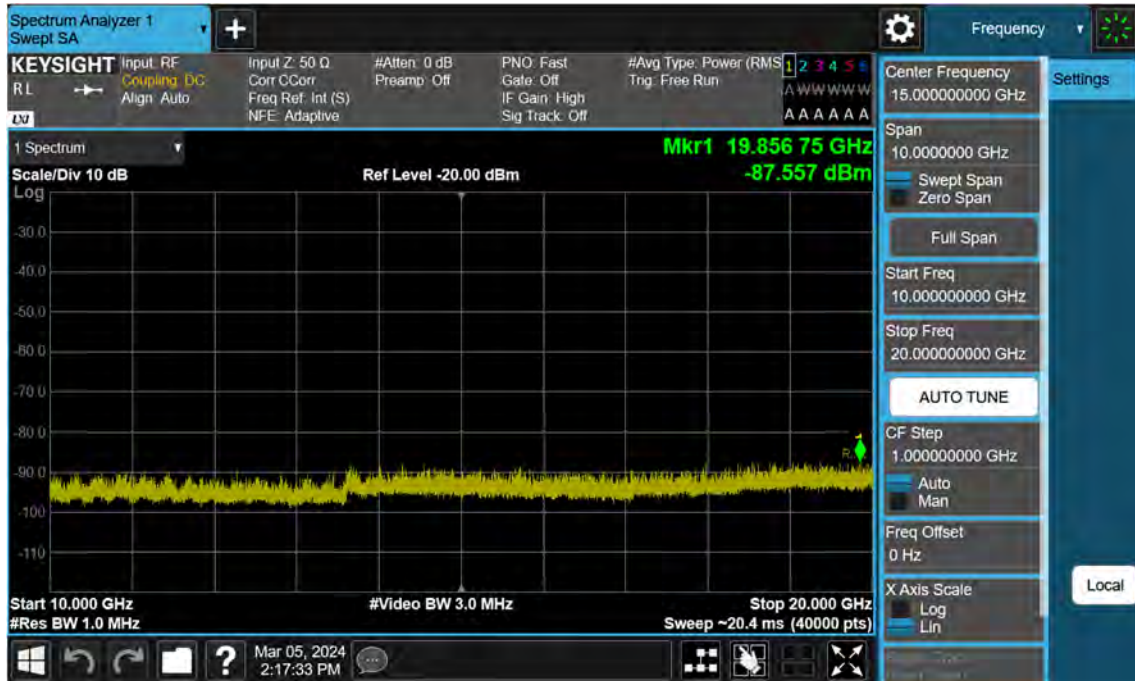 Spectrum Analyzer 1
Swept SA
Frequency
KEYSIGHT
Input: RF
Input Z: 50 Ω
#Atten: 0 dB
PNO: Fast
#Avg Type: Power (RMS
1 2 3 4 5 6
R L
Coupling: DC
Corr CCorr
Preamp: Off
Gate: Off
Trig: Free Run
A W W W W W
Align: Auto
Freq Ref: Int (S)
IF Gain: High
LXI
NFE: Adaptive
Sig Track: Off
A A A A A A
1 Spectrum
Mkr1 19.856 75 GHz
Scale/Div 10 dB
Ref Level -20.00 dBm
-87.557 dBm
Log
-30.0
-40.0
-50.0
-60.0
-70.0
-80.0
-90.0
-100
-110
1
Start 10.000 GHz
#Video BW 3.0 MHz
Stop 20.000 GHz
#Res BW 1.0 MHz
Sweep ~20.4 ms (40000 pts)
?
Mar 05, 2024
2:17:33 PM
Center Frequency
15.000000000 GHz
Settings
Span
10.0000000 GHz
Swept Span
Zero Span
Full Span
Start Freq
10.000000000 GHz
Stop Freq
20.000000000 GHz
AUTO TUNE
CF Step
1.000000000 GHz
Auto
Man
Freq Offset
0 Hz
X Axis Scale
Log
Lin
Local